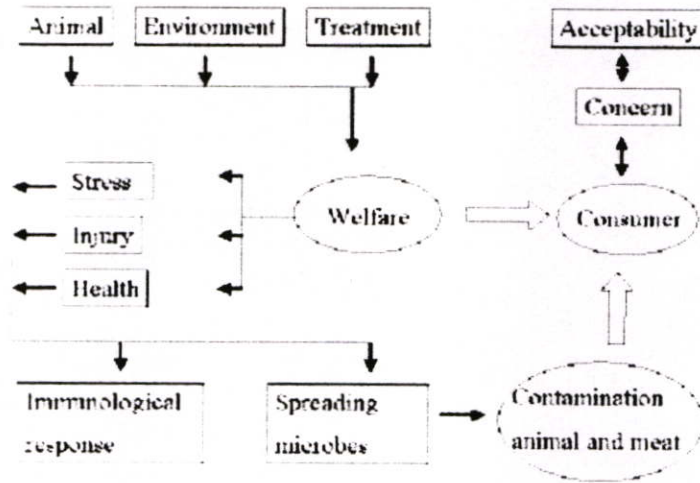 Animal
Environment
Treatment
Acceptability
Concern
Stress
Injury
Health
Welfare
Consumer
Immunological
response
Spreading
microbes
Contamination
animal and meat